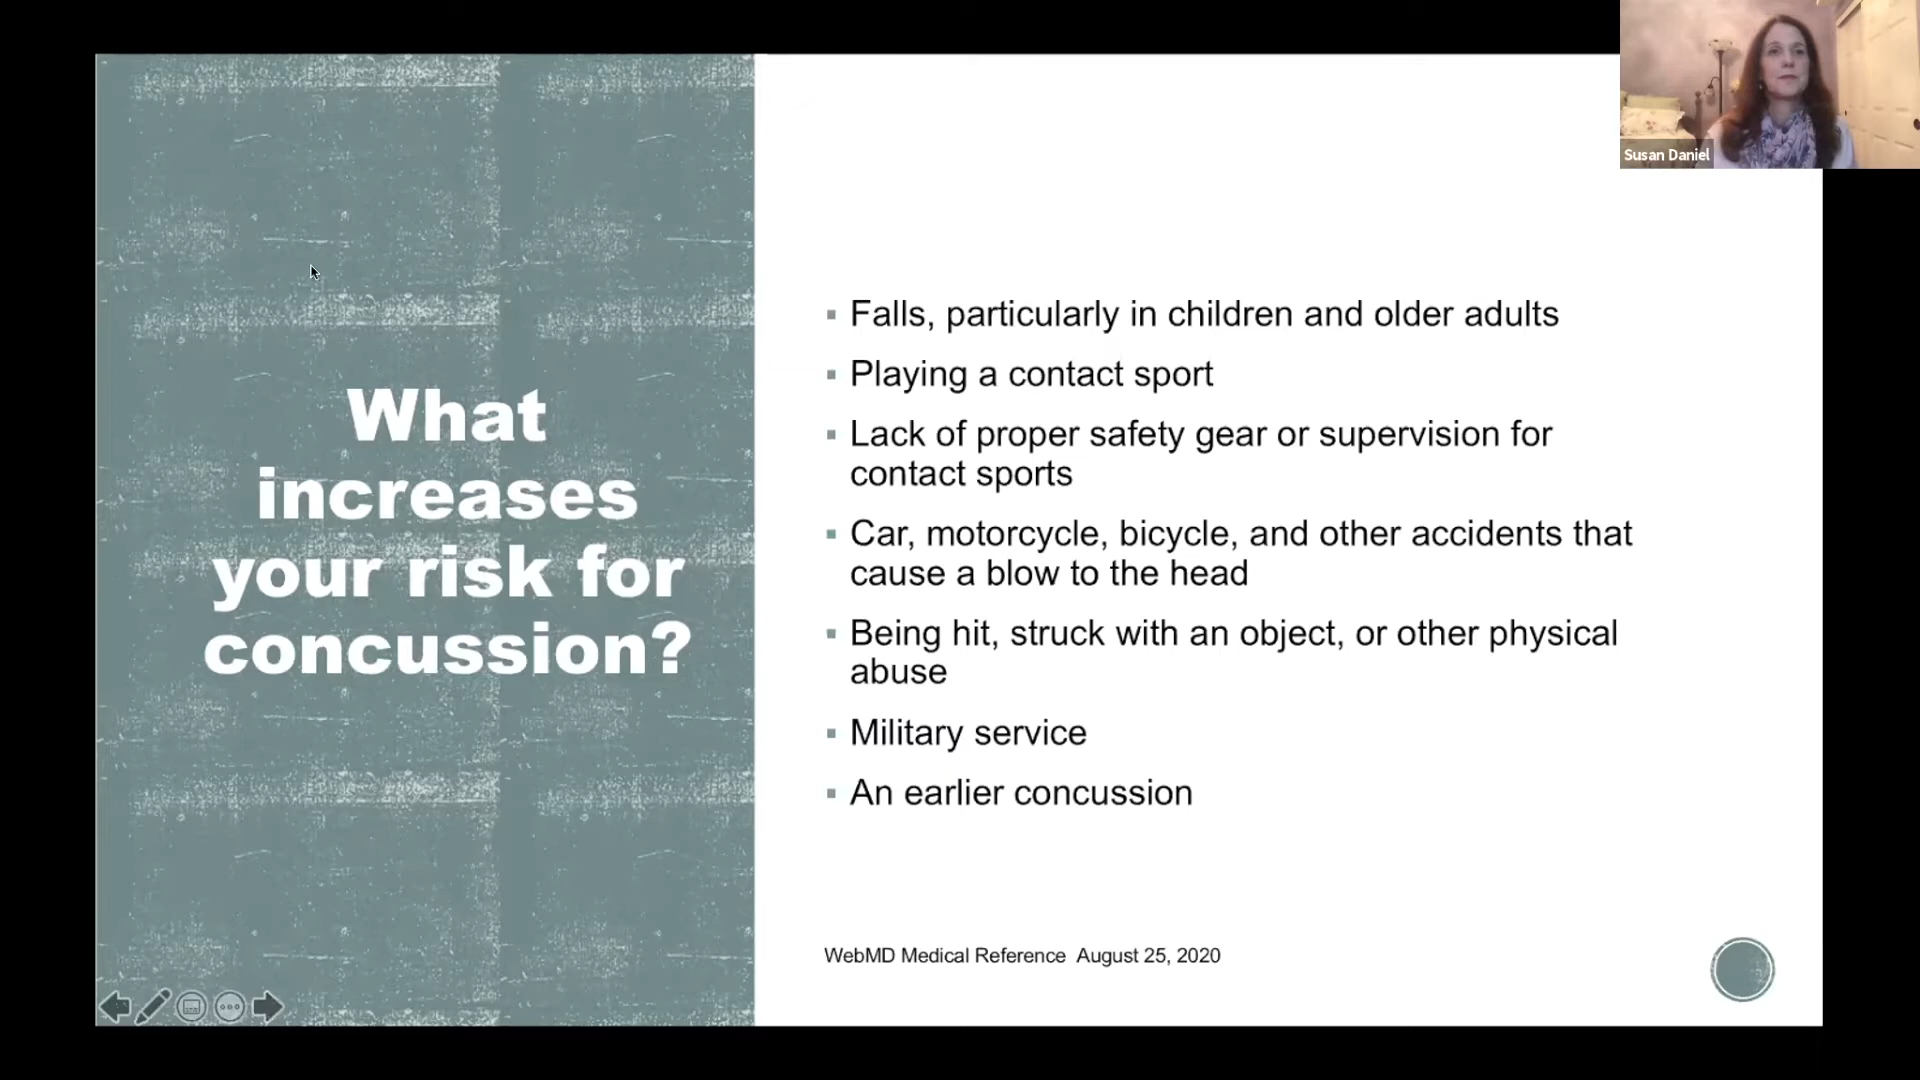 Susan Daniel
What
increases
your risk for
concussion?
▪ Falls, particularly in children and older adults
▪ Playing a contact sport
▪ Lack of proper safety gear or supervision for
contact sports
▪ Car, motorcycle, bicycle, and other accidents that
cause a blow to the head
▪ Being hit, struck with an object, or other physical
abuse
▪ Military service
▪ An earlier concussion
WebMD Medical Reference  August 25, 2020